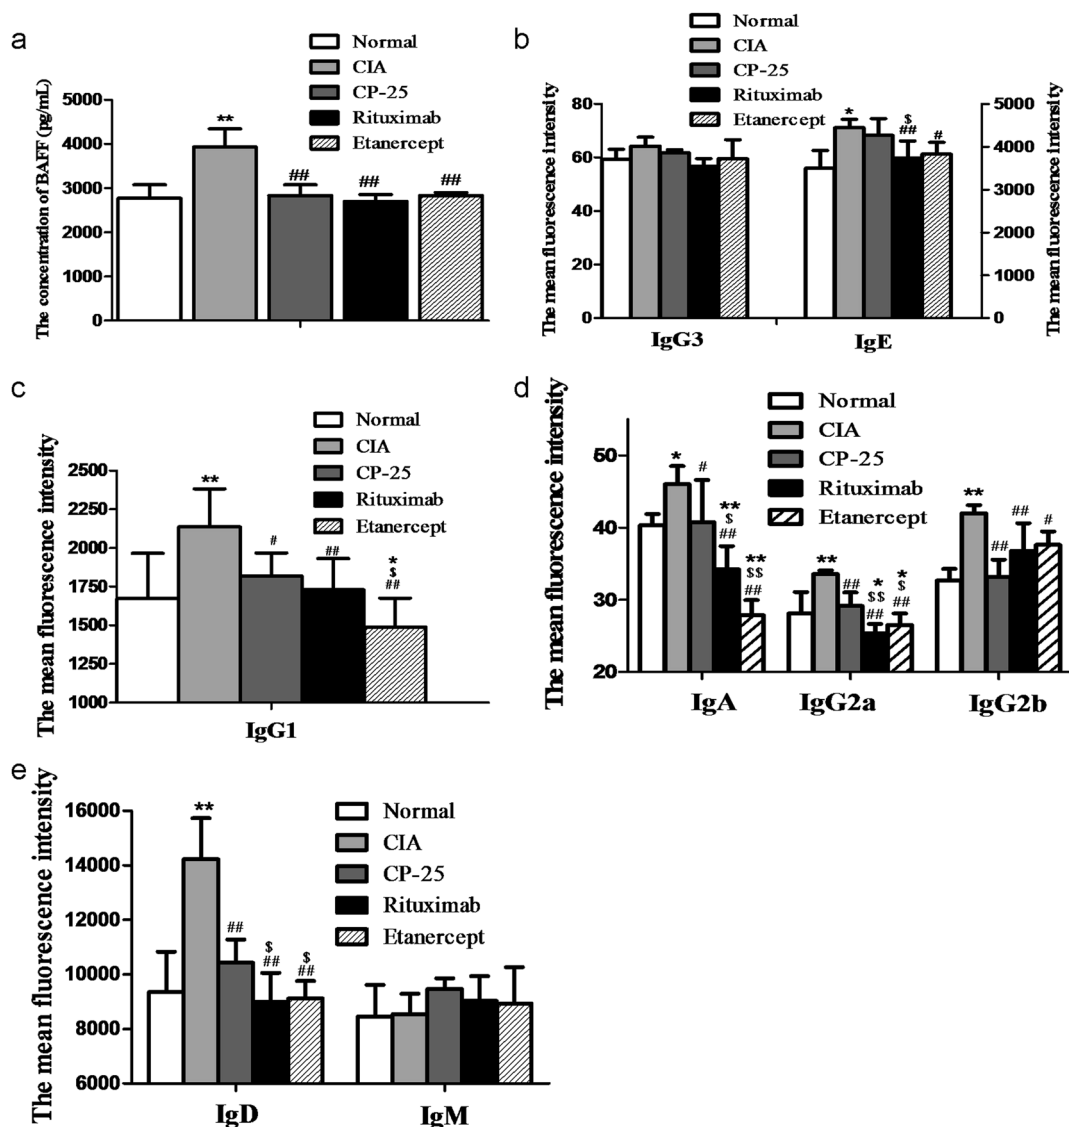 a
Normal
CIA
CP-25
Rituximab
Etanercept
The concentration of BAFF (pg/mL)
5000
4000
3000
2000
1000
0
**
##
##
##
b
Normal
CIA
CP-25
Rituximab
Etanercept
The mean fluorescence intensity
80
60
40
20
0
*
$
##
#
5000
4000
3000
2000
1000
0
The mean fluorescence intensity
IgG3
IgE
c
Normal
CIA
CP-25
Rituximab
Etanercept
The mean fluorescence intensity
2500
2250
2000
1750
1500
1250
1000
**
#
##
*
$
##
IgG1
d
Normal
CIA
CP-25
Rituximab
Etanercept
The mean fluorescence intensity
50
40
30
20
*
#
**
$
##
**
$$
##
**
##
*
$$
##
*
$
##
**
##
##
#
IgA
IgG2a
IgG2b
e
Normal
CIA
CP-25
Rituximab
Etanercept
The mean fluorescence intensity
16000
14000
12000
10000
8000
6000
**
##
$
##
$
##
IgD
IgM